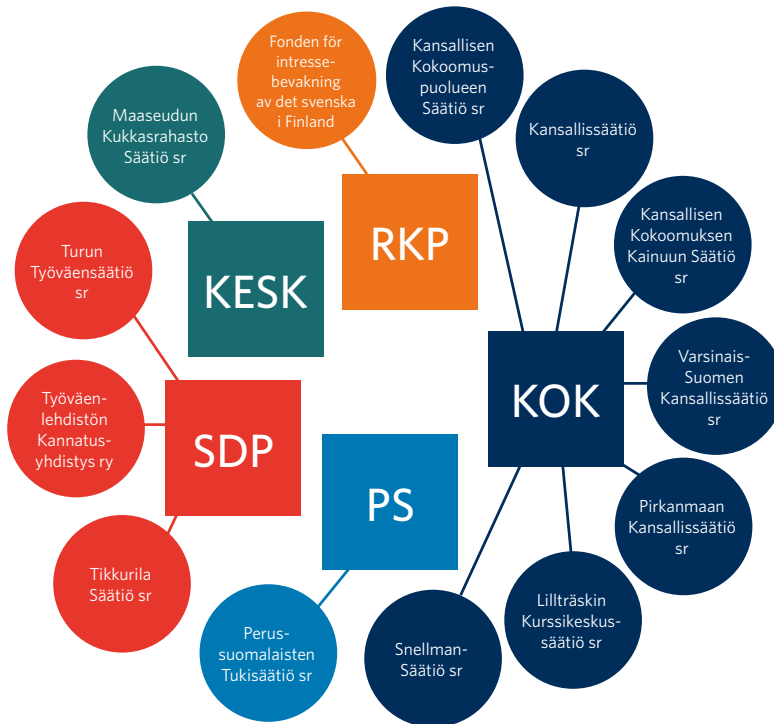 Fonden för
intresse-
bevakning
av det svenska
i Finland
Kansallisen
Kokoomus-
puolueen
Säätiö sr
Maaseudun
Kukkasrahasto
Säätiö sr
Kansallissäätiö
sr
RKP
Kansallisen
Kokoomuksen
Kainuun Säätiö
sr
Turun
Työväensäätiö
sr
KESK
Varsinais-
Suomen
Kansallissäätiö
sr
KOK
Työväen-
lehdistön
Kannatus-
yhdistys ry
SDP
PS
Pirkanmaan
Kansallissäätiö
sr
Tikkurila
Säätiö sr
Perus-
suomalaisten
Tukisäätiö sr
Snellman-
Säätiö sr
Lillträskin
Kurssikeskus-
säätiö sr